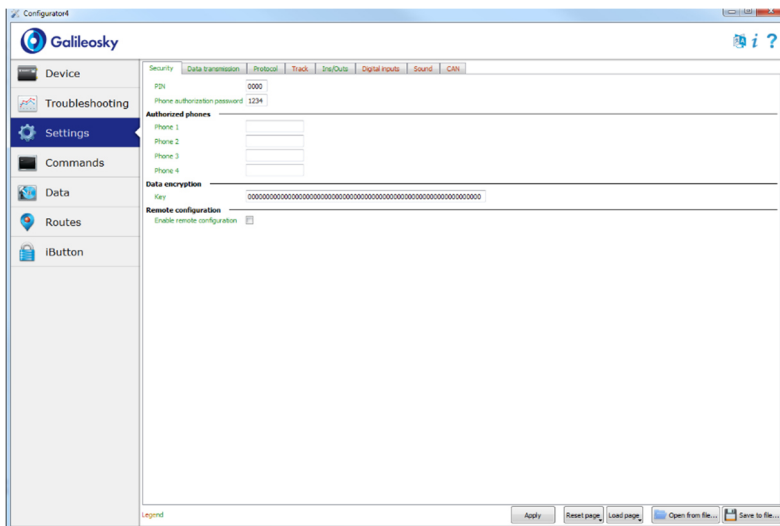 Configurator4
Galileosky
i ?
Device
Troubleshooting
Settings
Commands
Data
Routes
iButton
Security Data transmission Protocol Track Ins/Outs Digital inputs Sound CAN
PIN 0000
Phone authorization password 1234
Authorized phones
Phone 1
Phone 2
Phone 3
Phone 4
Data encryption
Key
Remote configuration
Enable remote configuration
Legend Apply Reset page Load page Open from file... Save to file...